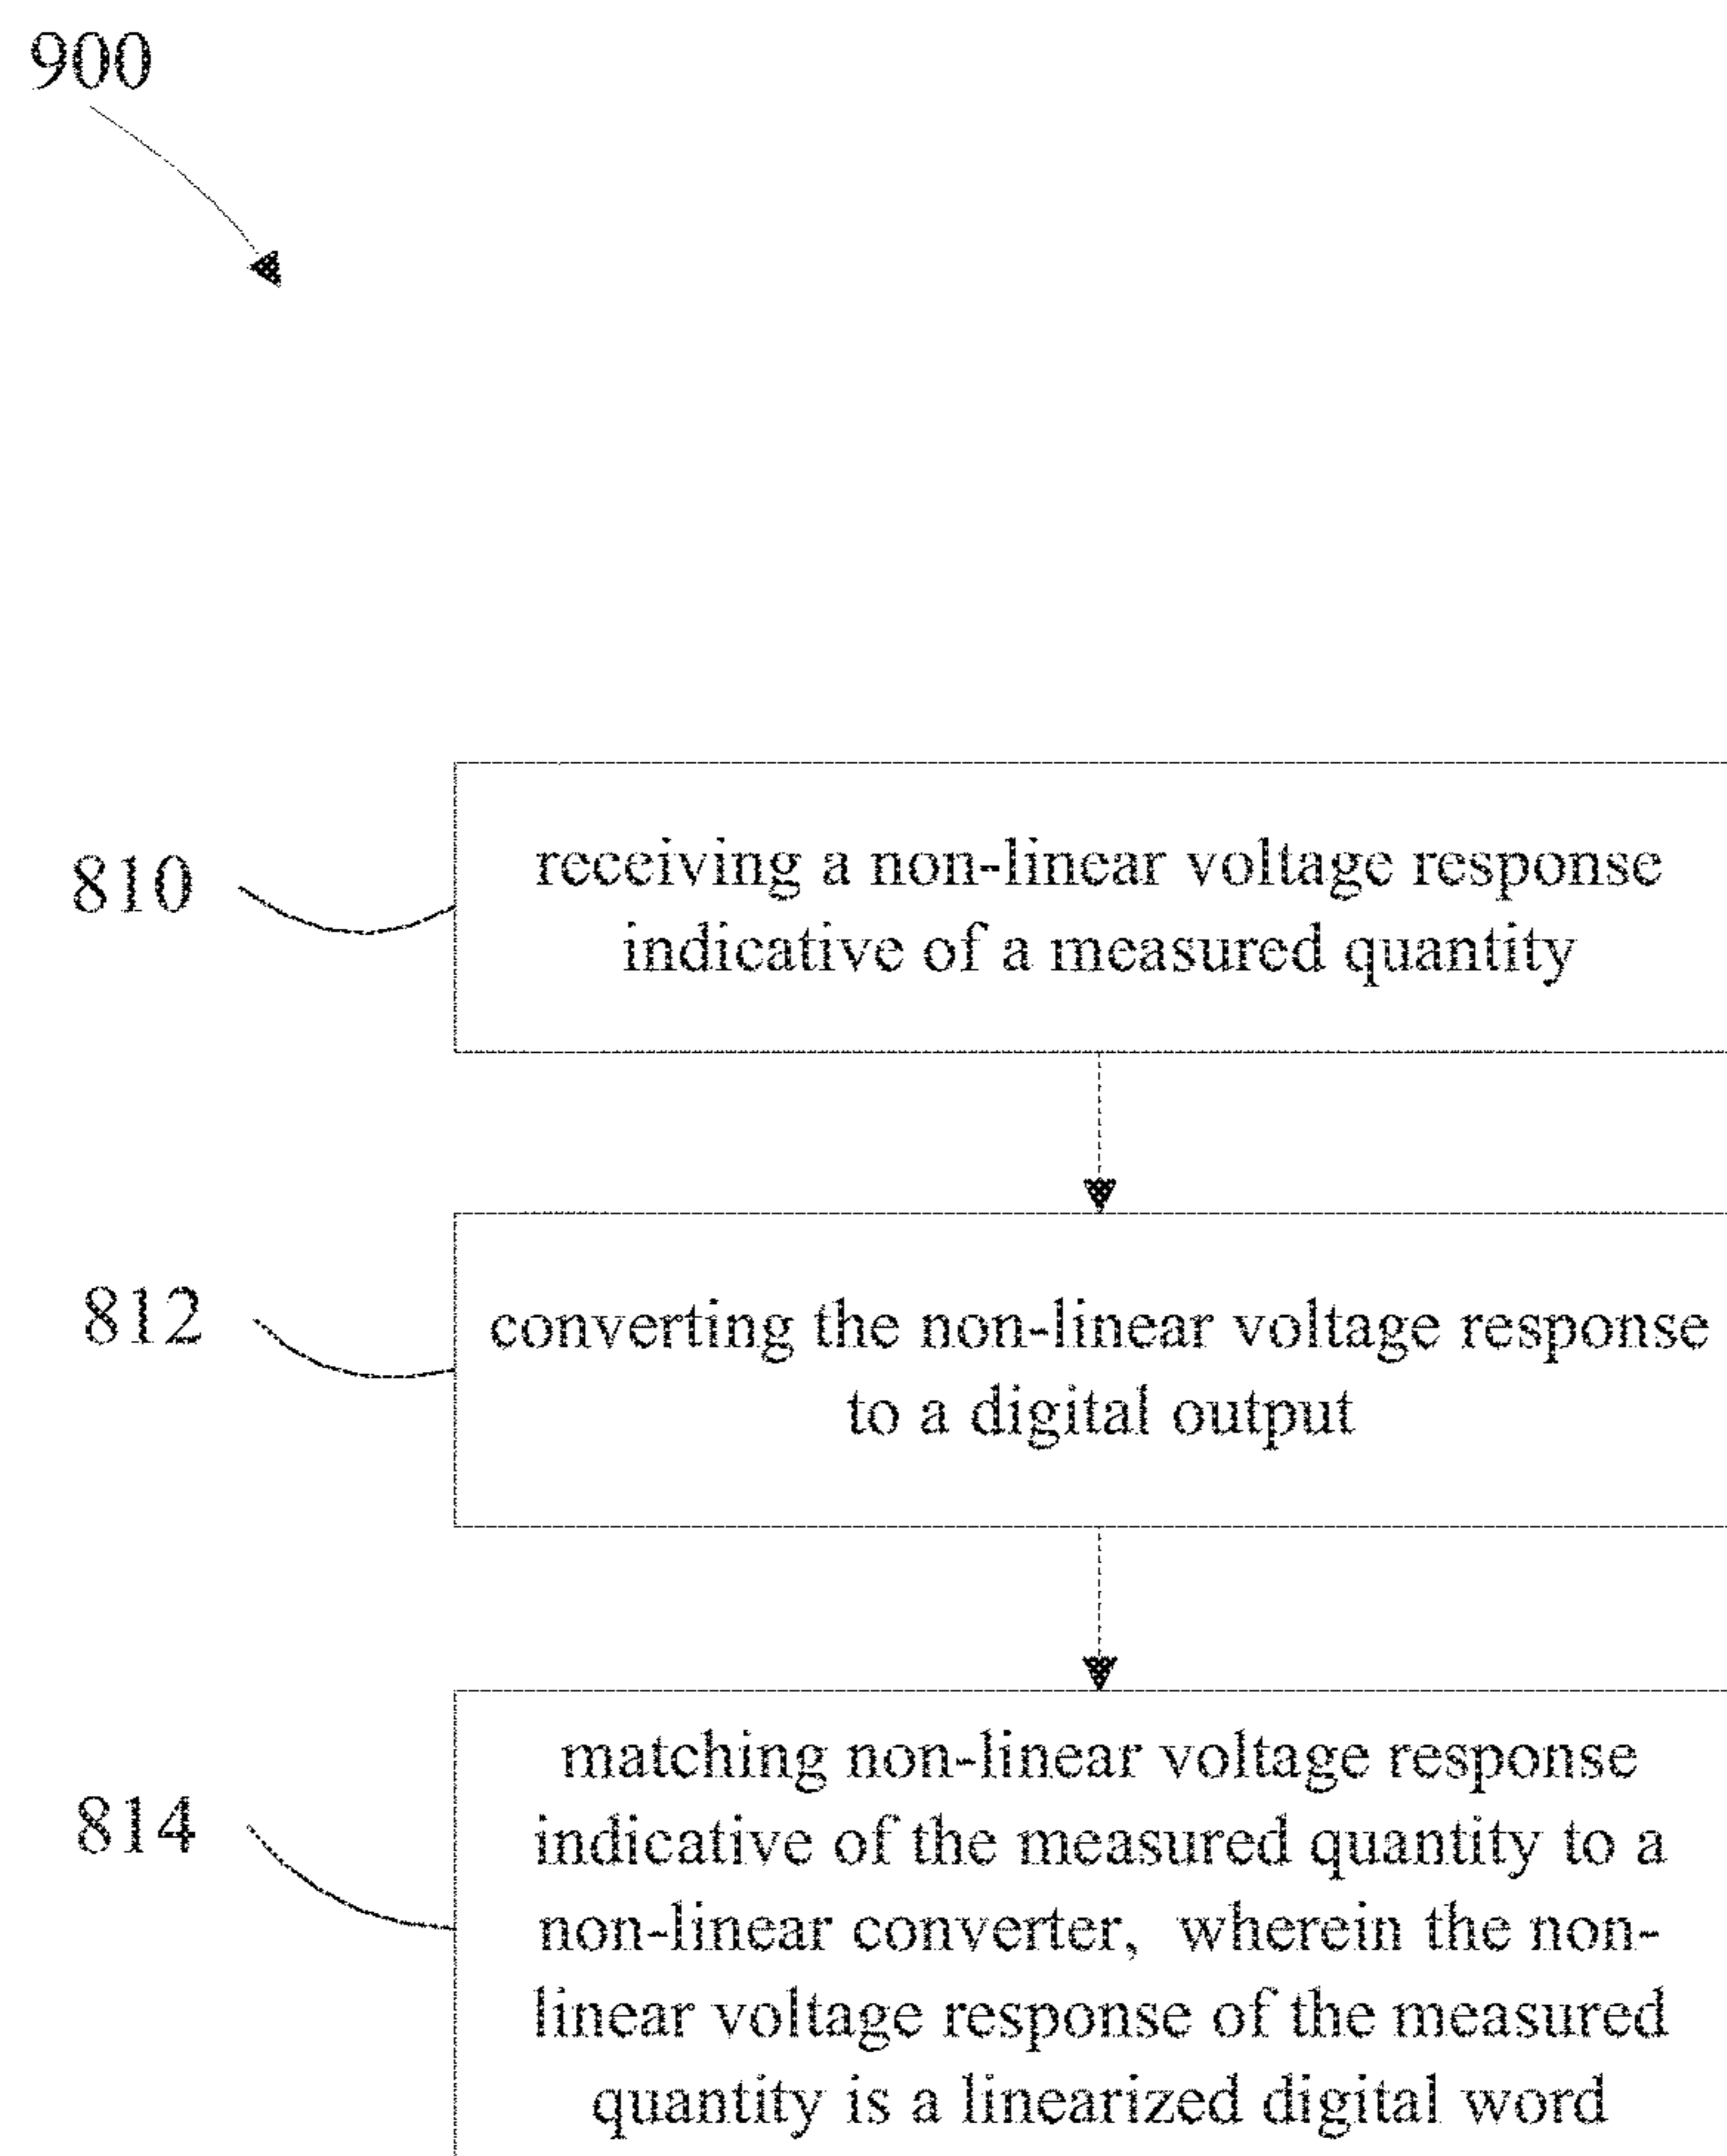 900
810
receiving a non-linear voltage response
indicative of a measured quantity
812
converting the non-linear voltage response
to a digital output
814
matching non-linear voltage response
indicative of the measured quantity to a
non-linear converter, wherein the non-
linear voltage response of the measured
quantity is a linearized digital word